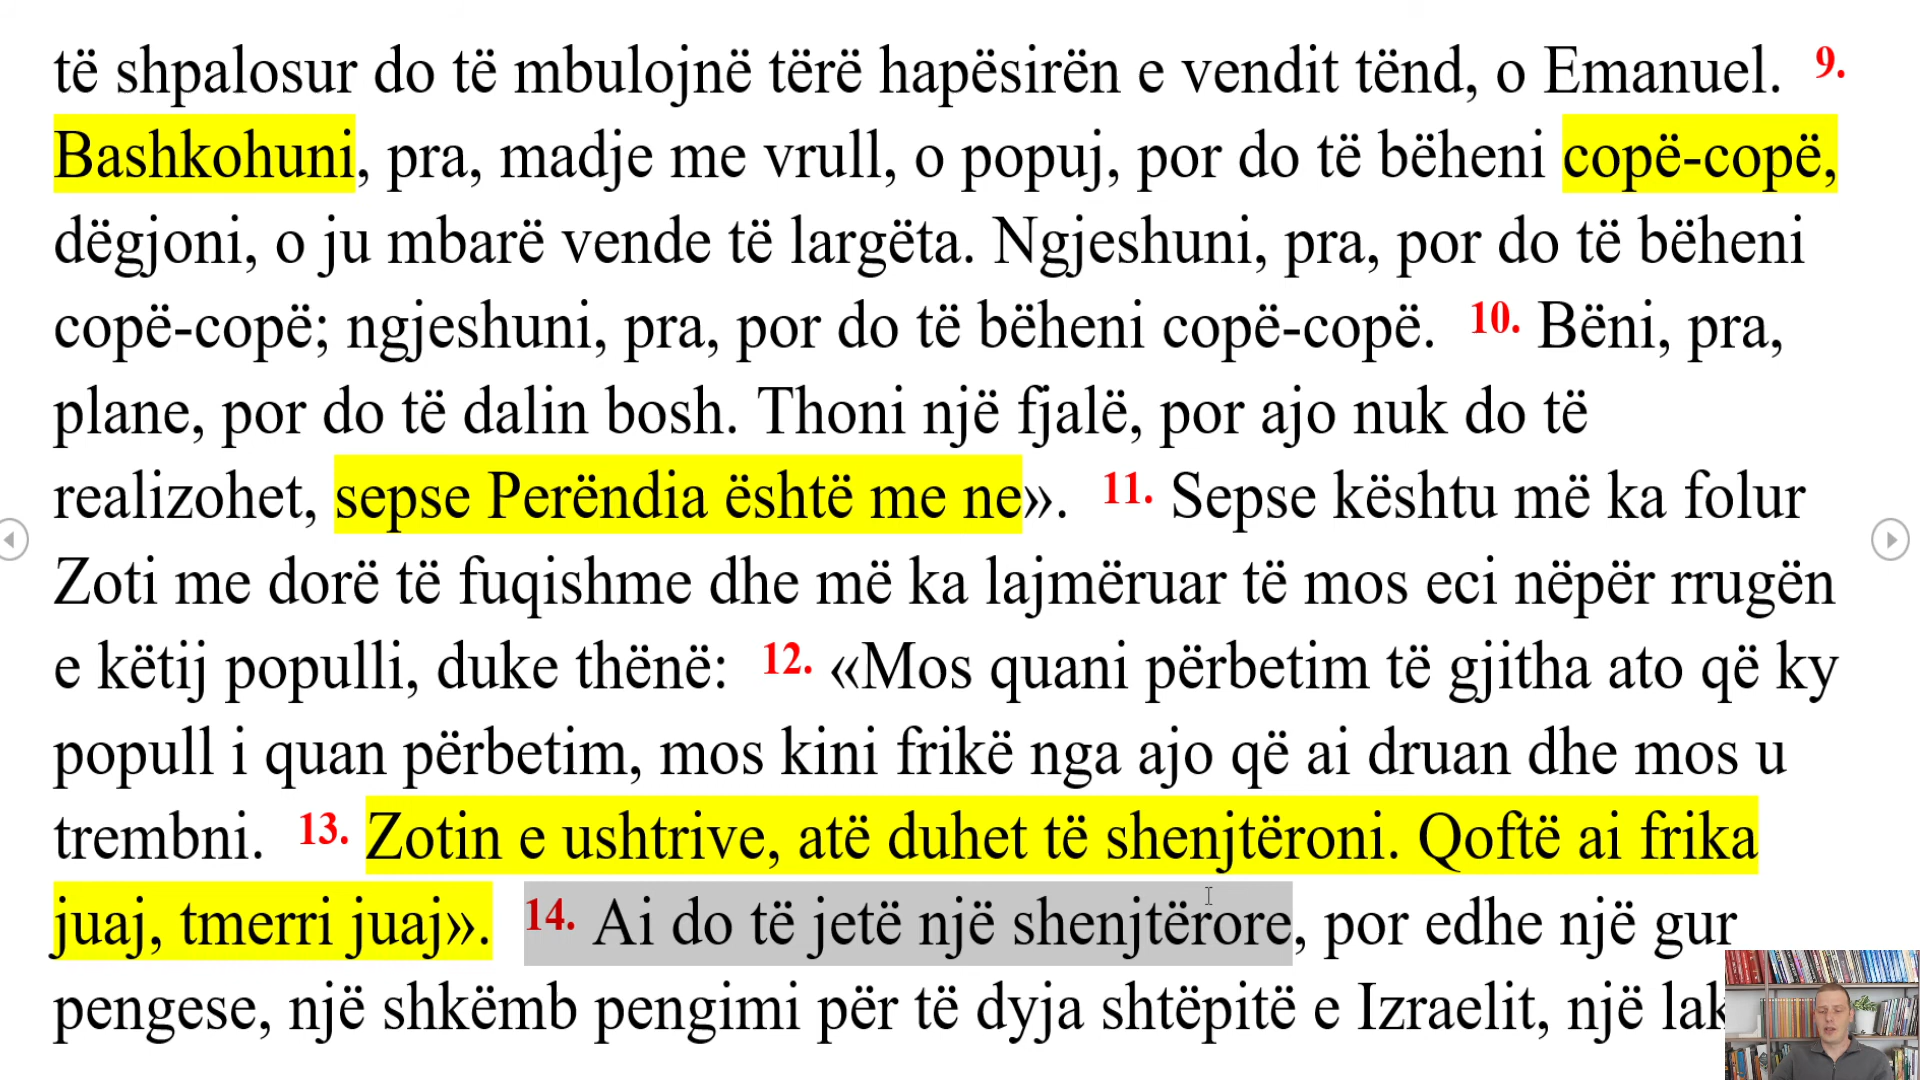 të shpalosur do të mbulojnë tërë hapësirën e vendit tënd, o Emanuel. 9.
Bashkohuni, pra, madje me vrull, o popuj, por do të bëheni copë-copë,
dëgjoni, o ju mbarë vende të largëta. Ngjeshuni, pra, por do të bëheni
copë-copë; ngjeshuni, pra, por do të bëheni copë-copë. 10. Bëni, pra,
plane, por do të dalin bosh. Thoni një fjalë, por ajo nuk do të
realizohet, sepse Perëndia është me ne». 11. Sepse kështu më ka folur
Zoti me dorë të fuqishme dhe më ka lajmëruar të mos eci nëpër rrugën
e këtij populli, duke thënë: 12. «Mos quani përbetim të gjitha ato që ky
popull i quan përbetim, mos kini frikë nga ajo që ai druan dhe mos u
trembni. 13. Zotin e ushtrive, atë duhet të shenjtëroni. Qoftë ai frika
juaj, tmerri juaj». 14. Ai do të jetë një shenjtërore, por edhe një gur
pengese, një shkëmb pengimi për të dyja shtëpitë e Izraelit, një lak